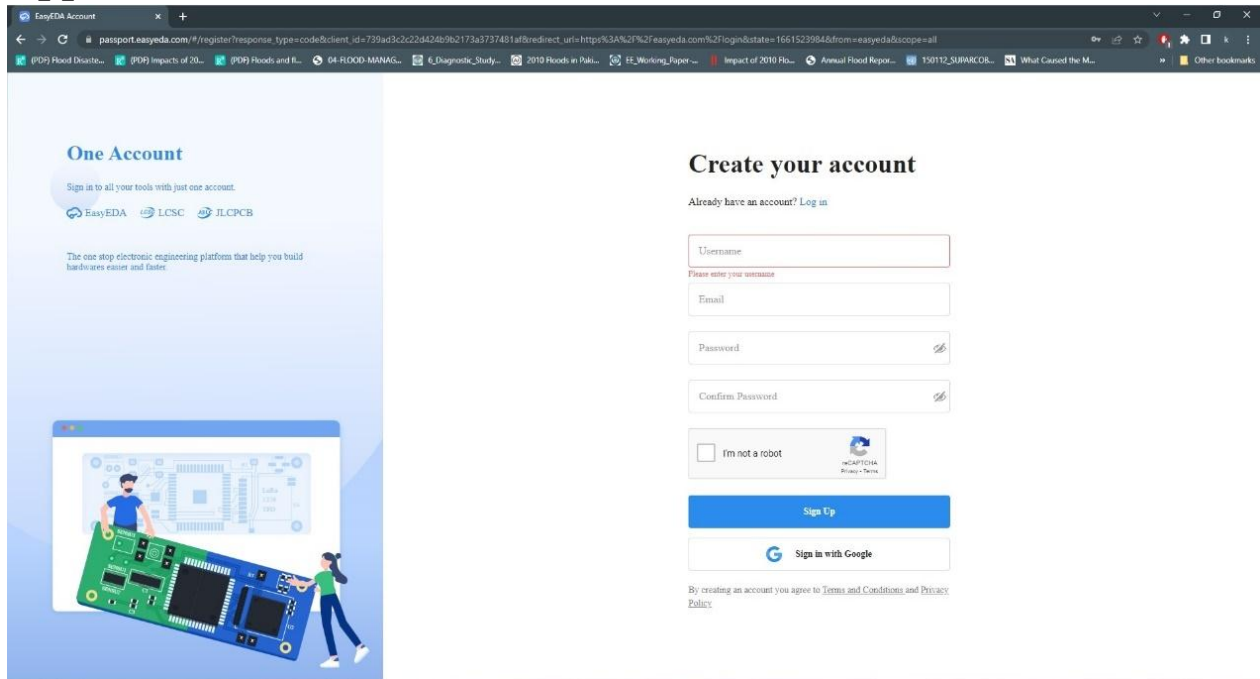 EasyEDA Account
passport.easyeda.com/#/register?response_type=code&client_id=739ad3c2c22d424b9b2173a3737481af&redirect_url=https%3A%2F%2Feasyeda.com%2Flogin&state=1661523984&from=easyeda&scope=all
(PDF) Flood Disaste... (PDF) Impacts of 20... (PDF) Floods and fl... 04-FLOOD-MANAG... 6_Diagnostic_Study... 2010 Floods in Paki... EE_Working_Paper-... Impact of 2010 Flo... Annual Flood Repor... 150112_SUPARCOB... What Caused the M... » Other bookmarks
One Account
Sign in to all your tools with just one account.
EasyEDA LCSC JLCPCB
The one stop electronic engineering platform that help you build
hardwares easier and faster.
Create your account
Already have an account? Log in
Username
Please enter your username
Email
Password
Confirm Password
I'm not a robot
reCAPTCHA
Privacy - Terms
Sign Up
Sign in with Google
By creating an account you agree to Terms and Conditions and Privacy
Policy